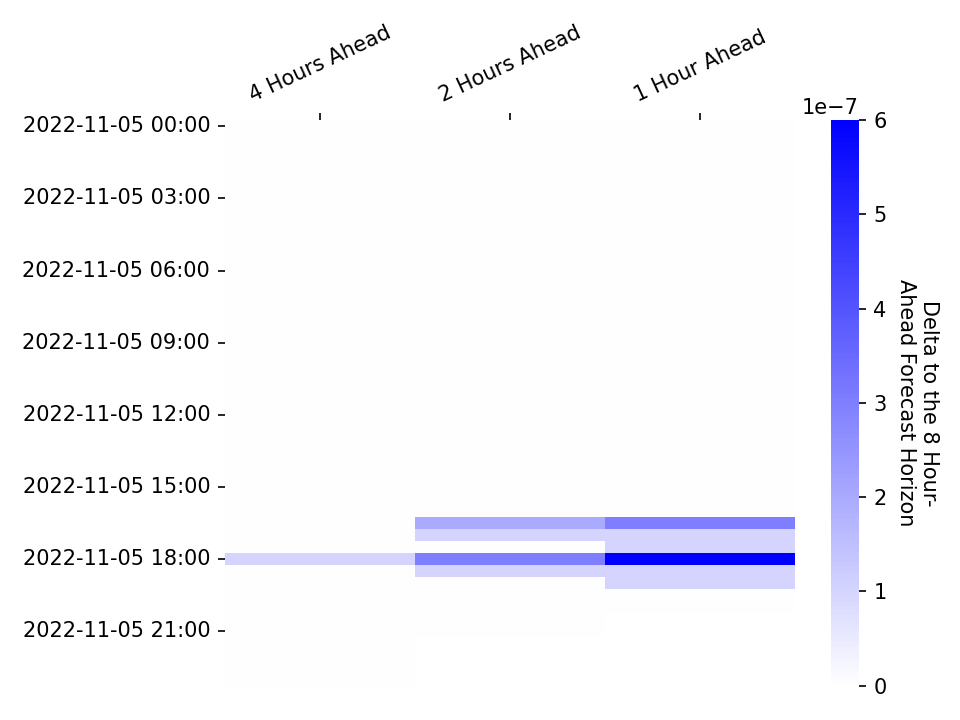 4 Hours Ahead
2 Hours Ahead
1 Hour Ahead
1e−7
2022-11-05 00:00
2022-11-05 03:00
2022-11-05 06:00
2022-11-05 09:00
2022-11-05 12:00
2022-11-05 15:00
2022-11-05 18:00
2022-11-05 21:00
6
5
4
3
2
1
0
Delta to the 8 Hour-
Ahead Forecast Horizon